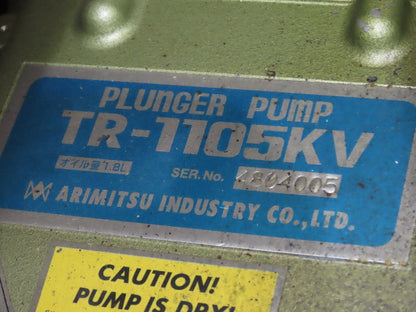 PLUNGER PUMP
TR-1105KV
オイル量1.8L SER.No. 4804005
ARIMITSU INDUSTRY CO.,LTD.
CAUTION!
PUMP IS DRY!